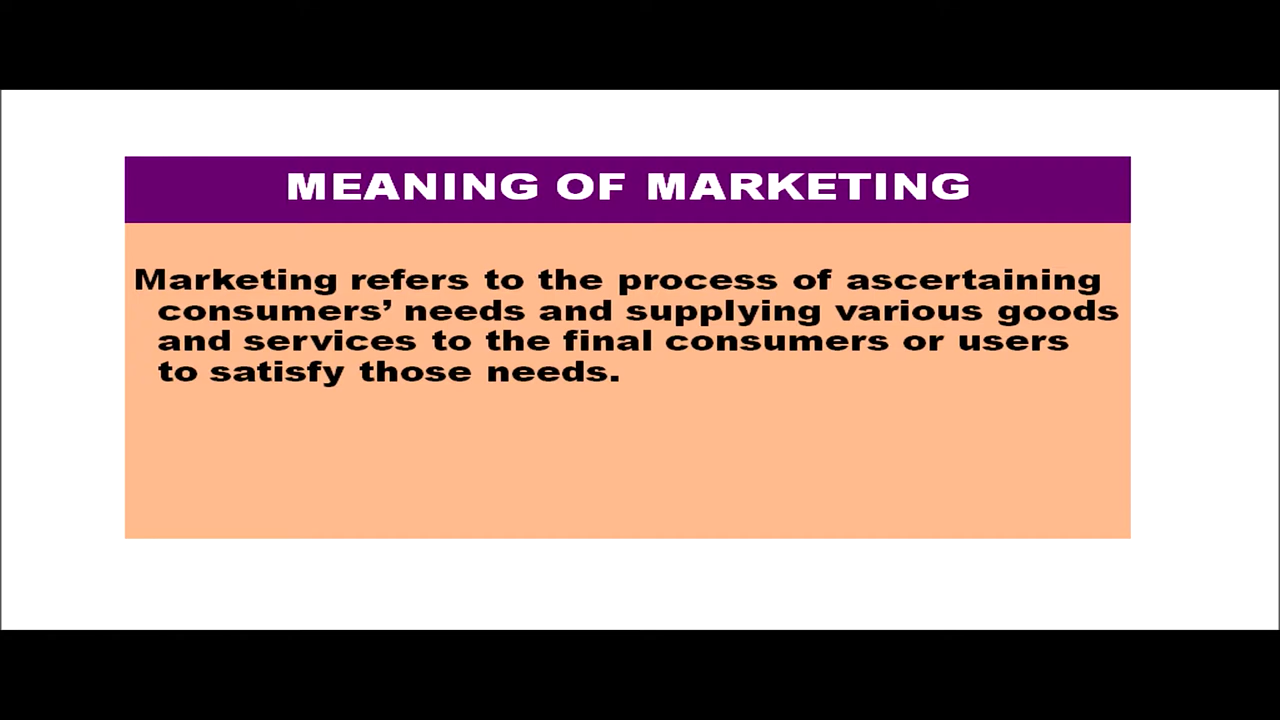 MEANING OF MARKETING
Marketing refers to the process of ascertaining
consumers’ needs and supplying various goods
and services to the final consumers or users
to satisfy those needs.